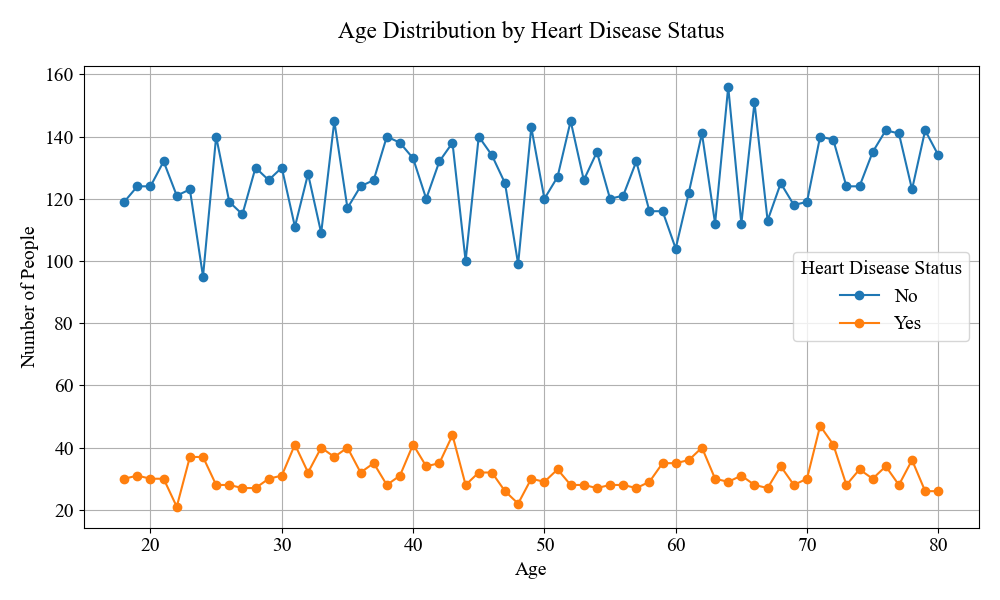 Age Distribution by Heart Disease Status
160
140
120
100
80
60
40
20
Number of People
Heart Disease Status
No
Yes
20 30 40 50 60 70 80
Age